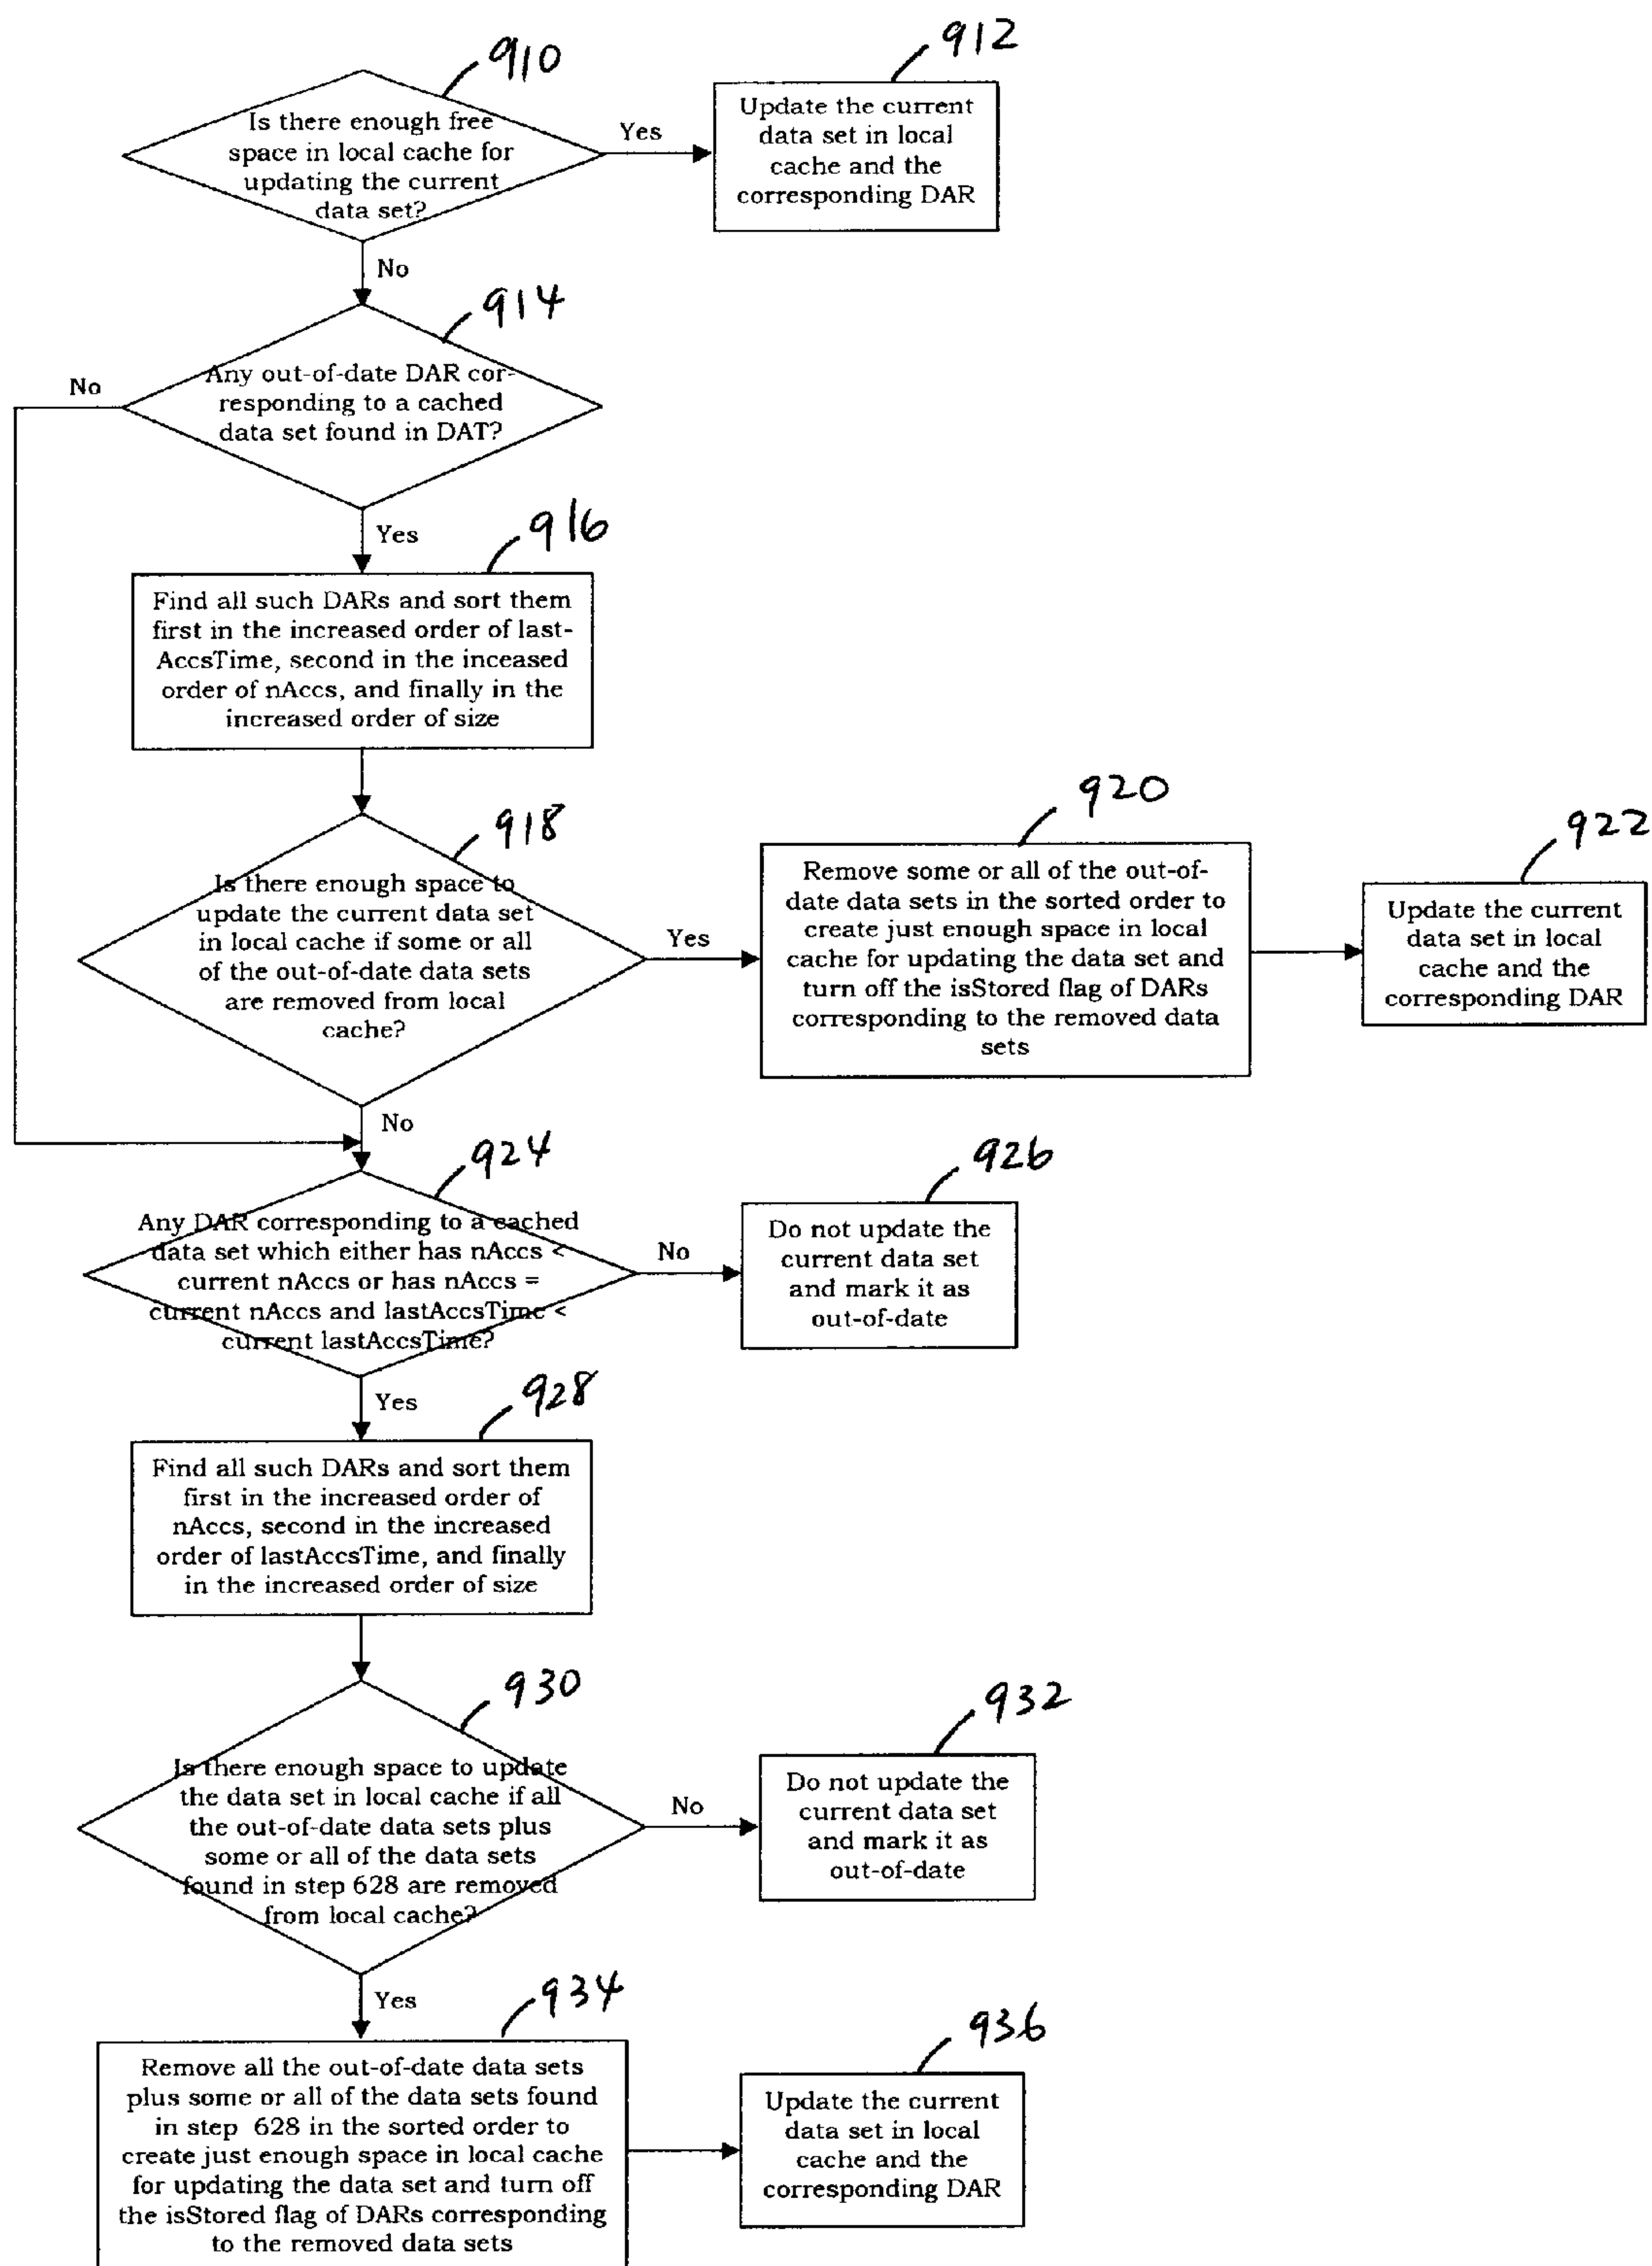 910
Is there enough free
space in local cache for
updating the current
data set?
Yes
912
Update the current
data set in local
cache and the
corresponding DAR
No
914
Any out-of-date DAR cor-
responding to a cached
data set found in DAT?
No
Yes
916
Find all such DARs and sort them
first in the increased order of last-
AccsTime, second in the inceased
order of nAccs, and finally in the
increased order of size
918
Is there enough space to
update the current data set
in local cache if some or all
of the out-of-date data sets
are removed from local
cache?
Yes
920
Remove some or all of the out-of-
date data sets in the sorted order to
create just enough space in local
cache for updating the data set and
turn off the isStored flag of DARs
corresponding to the removed data
sets
922
Update the current
data set in local
cache and the
corresponding DAR
No
924
Any DAR corresponding to a cached
data set which either has nAccs <
current nAccs or has nAccs =
current nAccs and lastAccsTime <
current lastAccsTime?
No
926
Do not update the
current data set
and mark it as
out-of-date
Yes
928
Find all such DARs and sort them
first in the increased order of
nAccs, second in the increased
order of lastAccsTime, and finally
in the increased order of size
930
Is there enough space to update
the data set in local cache if all
the out-of-date data sets plus
some or all of the data sets
found in step 628 are removed
from local cache?
No
932
Do not update the
current data set
and mark it as
out-of-date
Yes
934
Remove all the out-of-date data sets
plus some or all of the data sets found
in step 628 in the sorted order to
create just enough space in local cache
for updating the data set and turn off
the isStored flag of DARs corresponding
to the removed data sets
936
Update the current
data set in local
cache and the
corresponding DAR